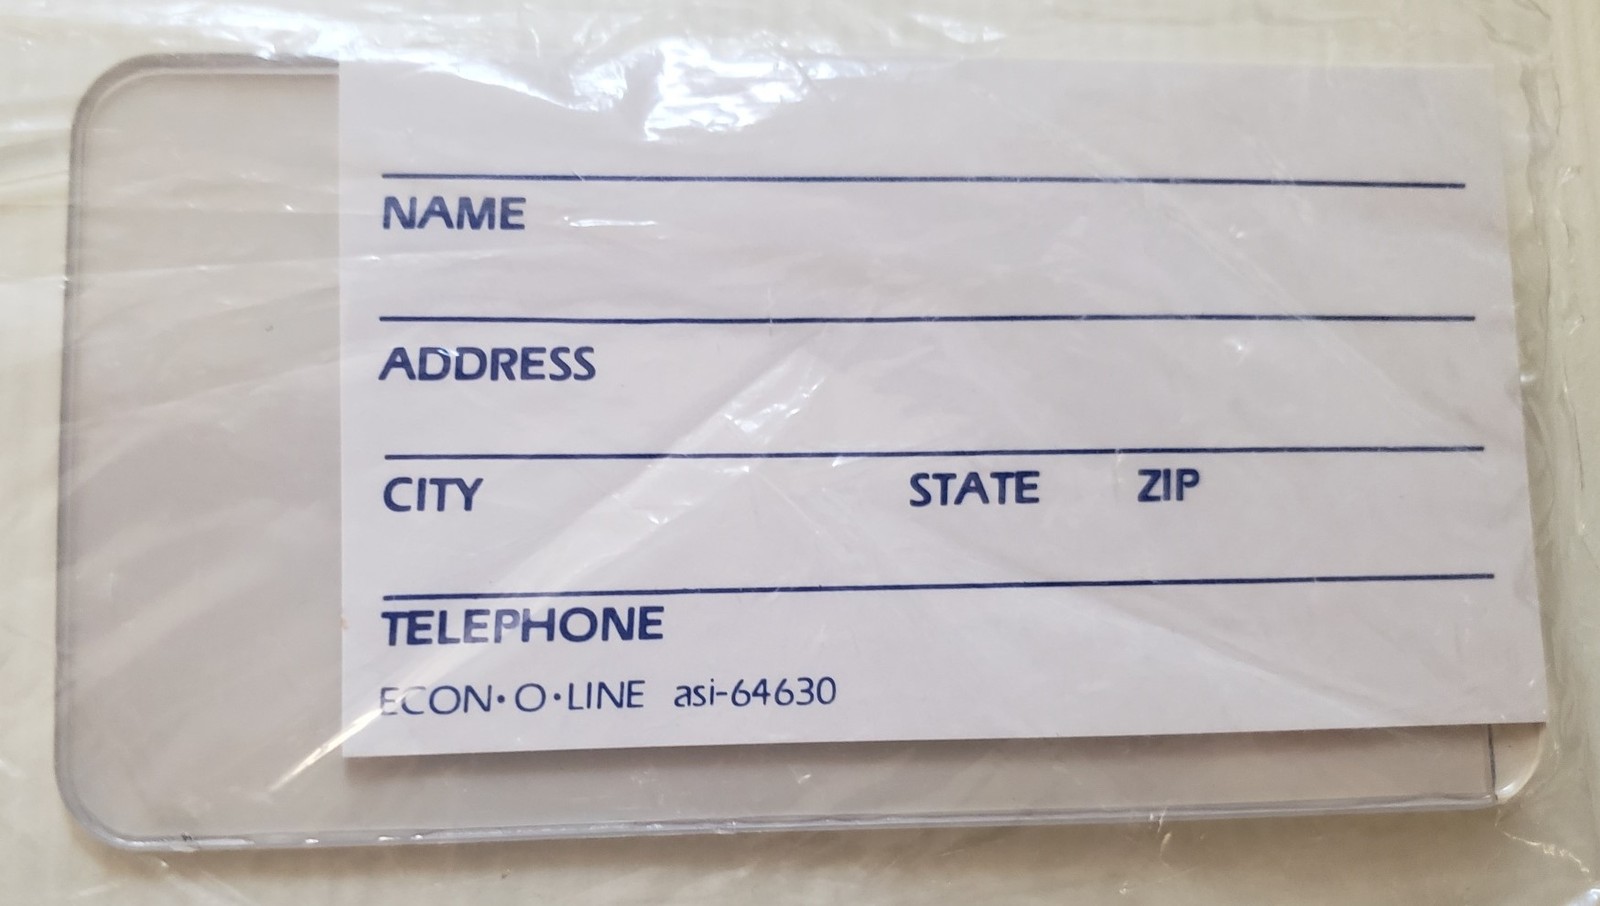 NAME
ADDRESS
CITY STATE ZIP
TELEPHONE
ECON•O•LINE asi-64630